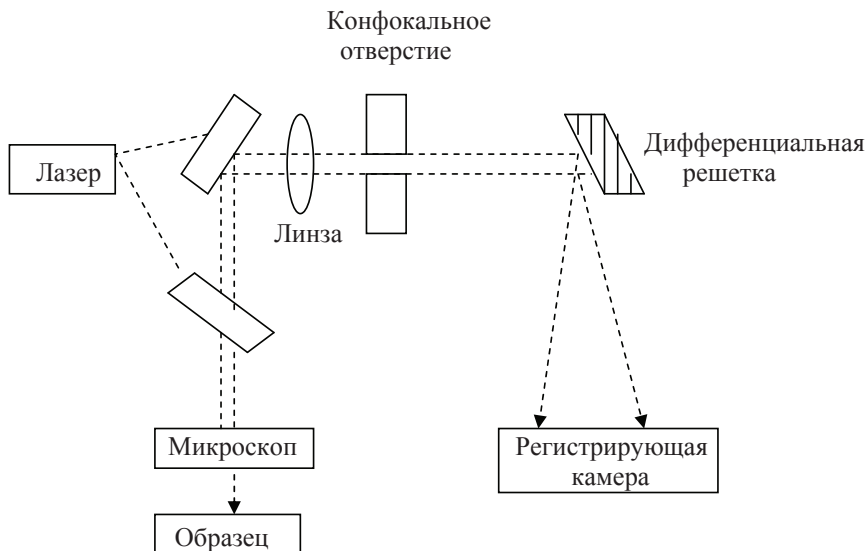 Конфокальное
отверстие
Лазер
Линза
Дифференциальная
решетка
Микроскоп
Образец
Регистрирующая
камера